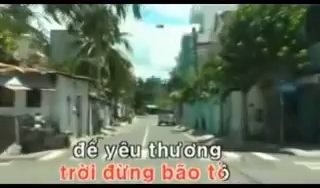 để yêu thương
trời đừng bão tố